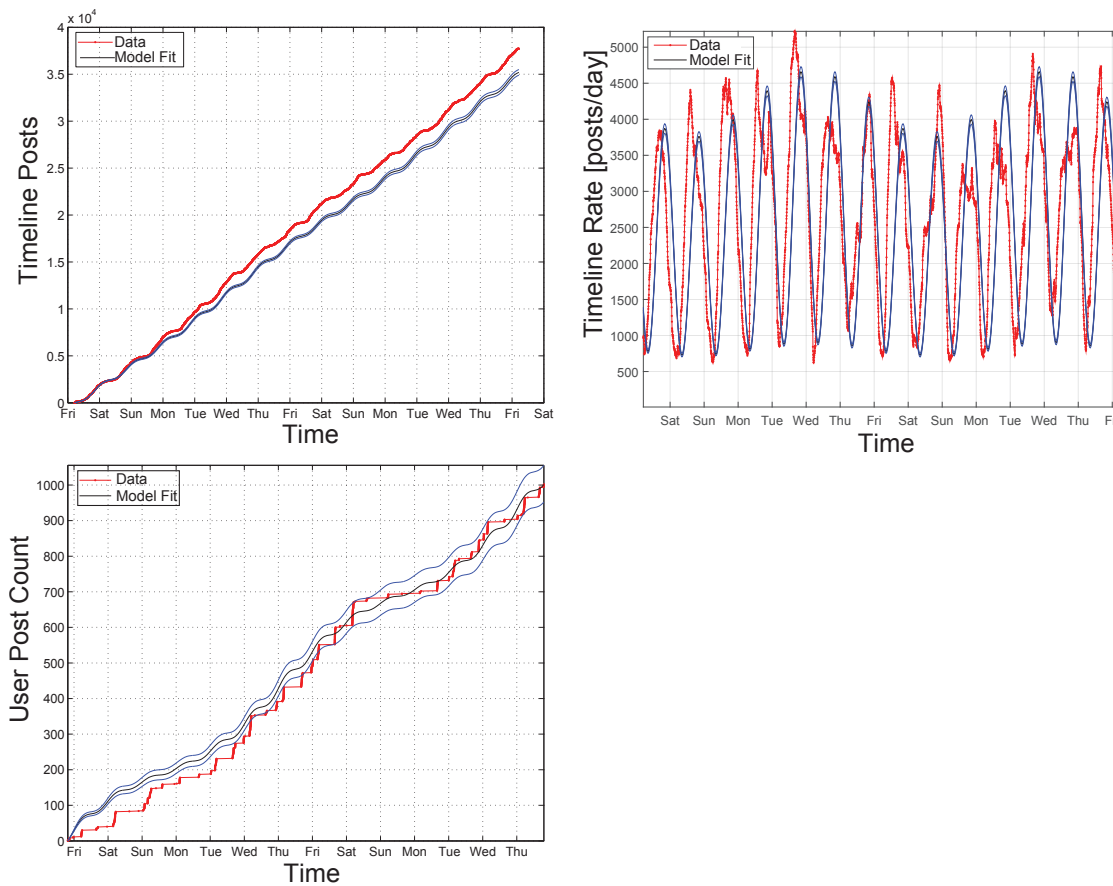 x 10^4
4
3.5
3
2.5
2
1.5
1
0.5
0
Timeline Posts
Data
Model Fit
Fri Sat Sun Mon Tue Wed Thu Fri Sat Sun Mon Tue Wed Thu Fri Sat
Time
5000
4500
4000
3500
3000
2500
2000
1500
1000
500
Timeline Rate [posts/day]
Data
Model Fit
Sat Sun Mon Tue Wed Thu Fri Sat Sun Mon Tue Wed Thu F
Time
1000
900
800
700
600
500
400
300
200
100
0
User Post Count
Data
Model Fit
Fri Sat Sun Mon Tue Wed Thu Fri Sat Sun Mon Tue Wed Thu
Time